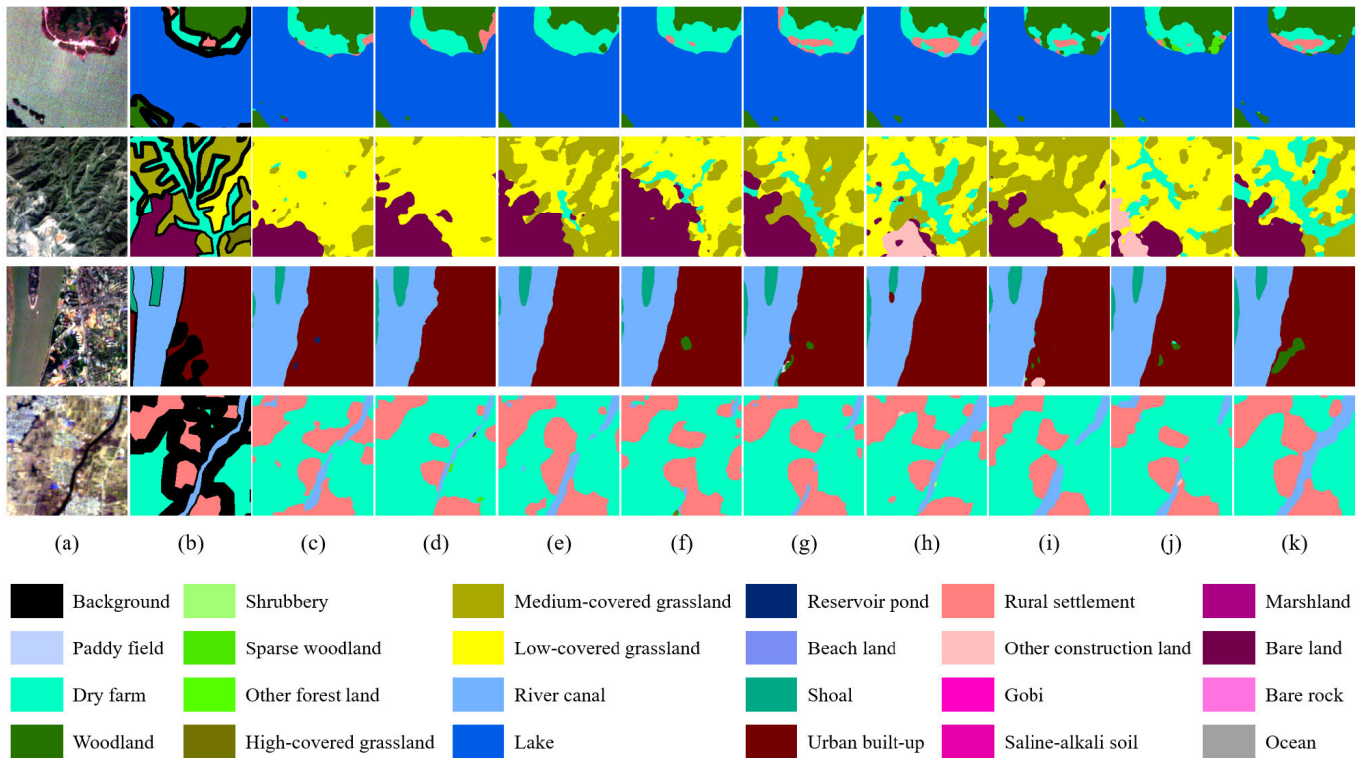 (a) (b) (c) (d) (e) (f) (g) (h) (i) (j) (k)
Background Shrubbery Medium-covered grassland Reservoir pond Rural settlement Marshland
Paddy field Sparse woodland Low-covered grassland Beach land Other construction land Bare land
Dry farm Other forest land River canal Shoal Gobi Bare rock
Woodland High-covered grassland Lake Urban built-up Saline-alkali soil Ocean